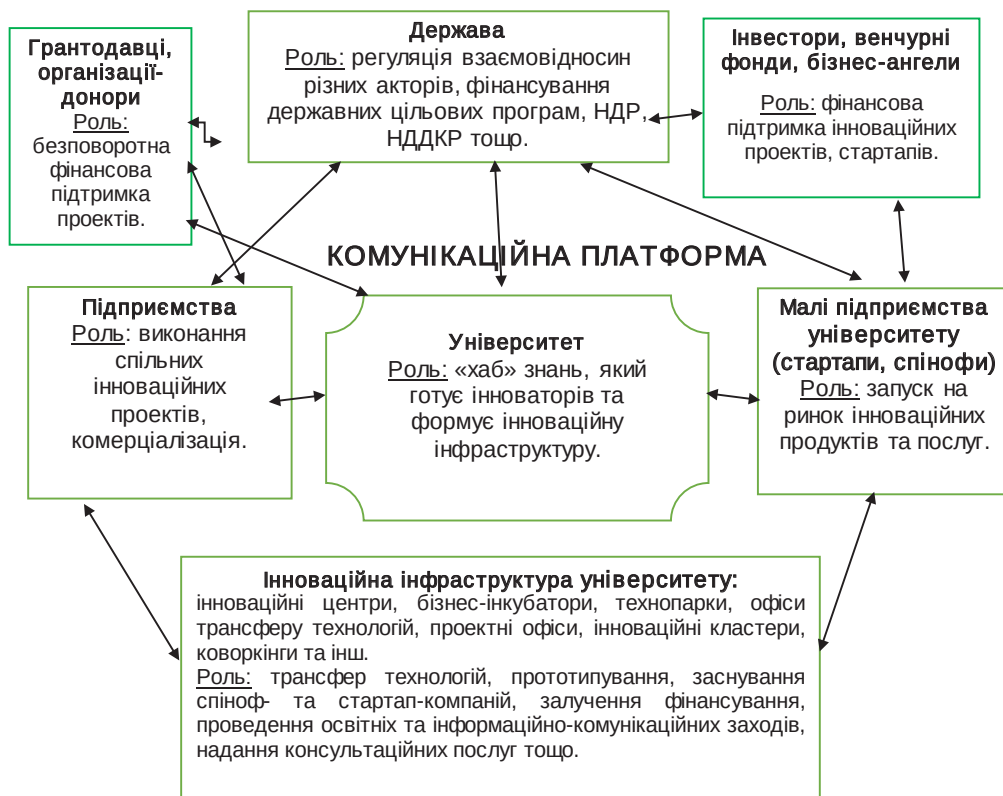 Грантодавці,
організації-
донори
Роль:
безповоротна
фінансова
підтримка
проектів.
Держава
Роль: регуляція взаємовідносин
різних акторів, фінансування
державних цільових програм, НДР,
НДДКР тощо.
Інвестори, венчурні
фонди, бізнес-ангели
Роль: фінансова
підтримка інноваційних
проектів, стартапів.
КОМУНІКАЦІЙНА ПЛАТФОРМА
Підприємства
Роль: виконання
спільних
інноваційних
проектів,
комерціалізація.
Університет
Роль: «хаб» знань, який
готує інноваторів та
формує інноваційну
інфраструктуру.
Малі підприємства
університету
(стартапи, спінофи)
Роль: запуск на
ринок інноваційних
продуктів та послуг.
Інноваційна інфраструктура університету:
інноваційні центри, бізнес-інкубатори, технопарки, офіси
трансферу технологій, проектні офіси, інноваційні кластери,
коворкінги та інш.
Роль: трансфер технологій, прототипування, заснування
спіноф- та стартап-компаній, залучення фінансування,
проведення освітніх та інформаційно-комунікаційних заходів,
надання консультаційних послуг тощо.